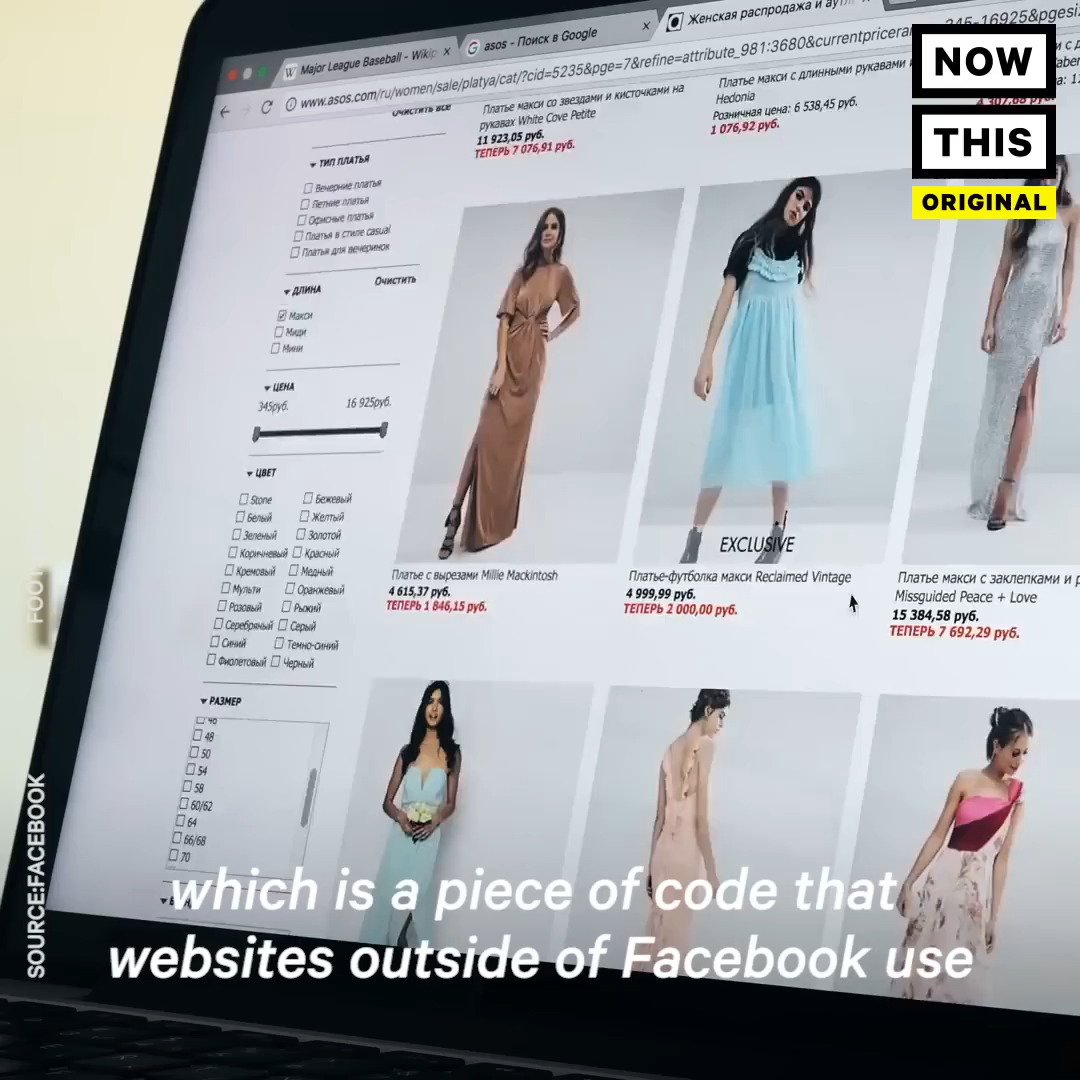 Major League Baseball - Wikip
asos - Поиск в Google
Женская распродажа и аутл
www.asos.com/ru/women/sale/platya/cat/?cid=5235&pge=7&refine=attribute_981:3680&currentpriceran
245-16925&pgesi
NOW
THIS
ORIGINAL
Очистить все
Платье макси со звездами и кисточками на
рукавах White Cove Petite
11 923,05 руб.
ТЕПЕРЬ 7 076,91 руб.
Платье макси с длинными рукавами и
Hedonia
Розничная цена: 6 538,45 руб.
1 076,92 руб.
ТИП ПЛАТЬЯ
Вечерние платья
Летние платья
Офисные платья
Платья в стиле casual
Платья для вечеринок
ДЛИНА
Очистить
Макси
Миди
Мини
ЦЕНА
345руб.
16 925руб.
ЦВЕТ
Stone
Бежевый
Белый
Желтый
Зеленый
Золотой
Коричневый
Красный
Кремовый
Медный
Мульти
Оранжевый
Розовый
Рыжий
Серебряный
Серый
Синий
Темно-синий
Фиолетовый
Черный
РАЗМЕР
46
48
50
54
58
60/62
64
66/68
70
EXCLUSIVE
Платье с вырезами Millie Mackintosh
4 615,37 руб.
ТЕПЕРЬ 1 846,15 руб.
Платье-футболка макси Reclaimed Vintage
4 999,99 руб.
ТЕПЕРЬ 2 000,00 руб.
Платье макси с заклепками и р
Missguided Peace + Love
15 384,58 руб.
ТЕПЕРЬ 7 692,29 руб.
SOURCE:FACEBOOK
which is a piece of code that
websites outside of Facebook use